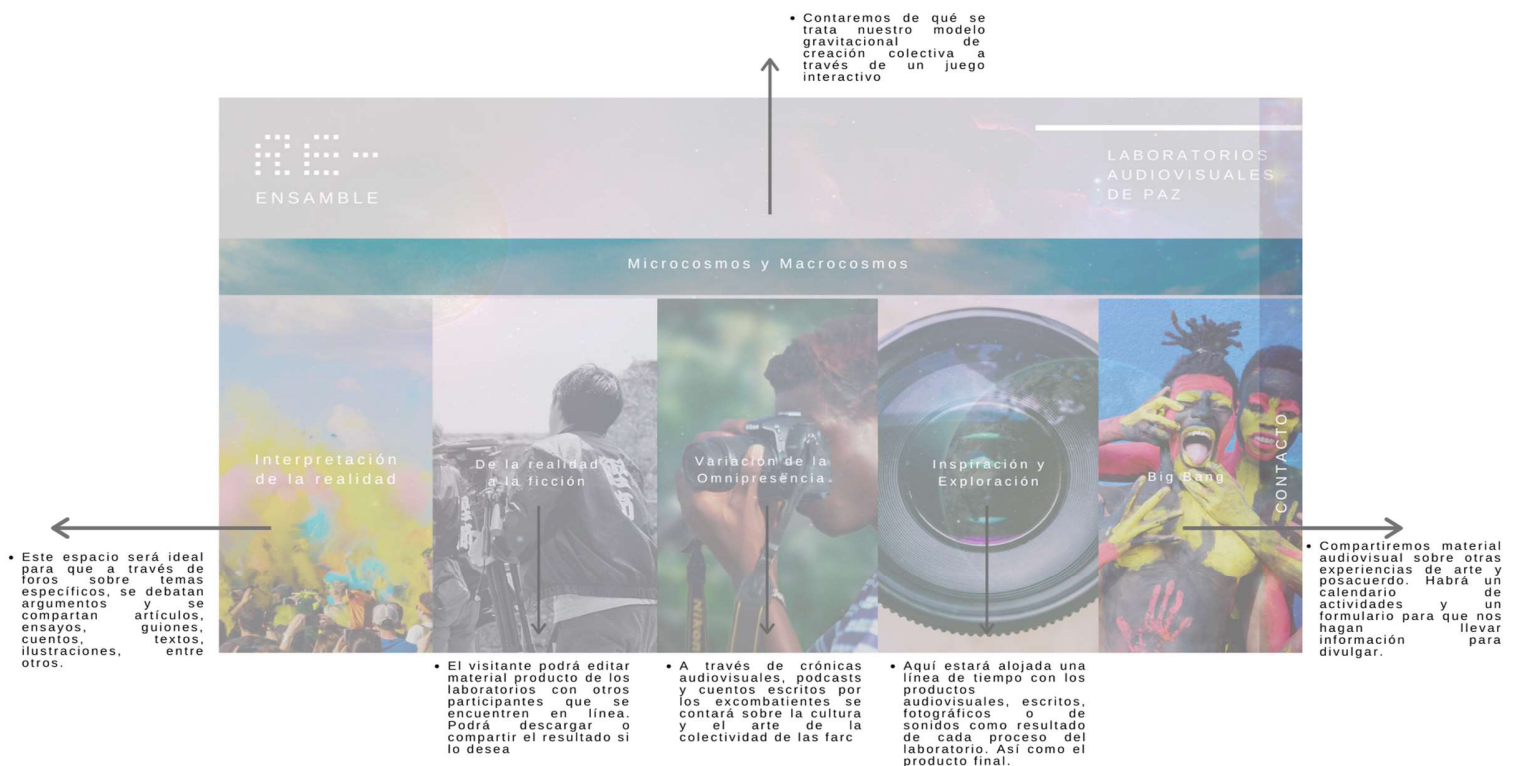 • Contaremos de qué se
trata nuestro modelo
gravitacional de
creación colectiva a
través de un juego
interactivo
RE-
ENSAMBLE
LABORATORIOS
AUDIOVISUALES
DE PAZ
Microcosmos y Macrocosmos
Interpretación
de la realidad
De la realidad
a la ficción
Variación de la
Omnipresencia
Inspiración y
Exploración
Big Bang
CONTACTO
Nikon
• Este espacio será ideal
para que a través de
foros sobre temas
específicos, se debatan
argumentos y se
compartan artículos,
ensayos, guiones,
cuentos, textos,
ilustraciones, entre
otros.
• El visitante podrá editar
material producto de los
laboratorios con otros
participantes que se
encuentren en línea.
Podrá descargar o
compartir el resultado si
lo desea
• A través de crónicas
audiovisuales, podcasts
y cuentos escritos por
los excombatientes se
contará sobre la cultura
y el arte de la
colectividad de las farc
• Aquí estará alojada una
línea de tiempo con los
productos
audiovisuales, escritos,
fotográficos o de
sonidos como resultado
de cada proceso del
laboratorio. Así como el
producto final.
• Compartiremos material
audiovisual sobre otras
experiencias de arte y
posacuerdo. Habrá un
calendario de
actividades y un
formulario para que nos
hagan llevar
información para
divulgar.